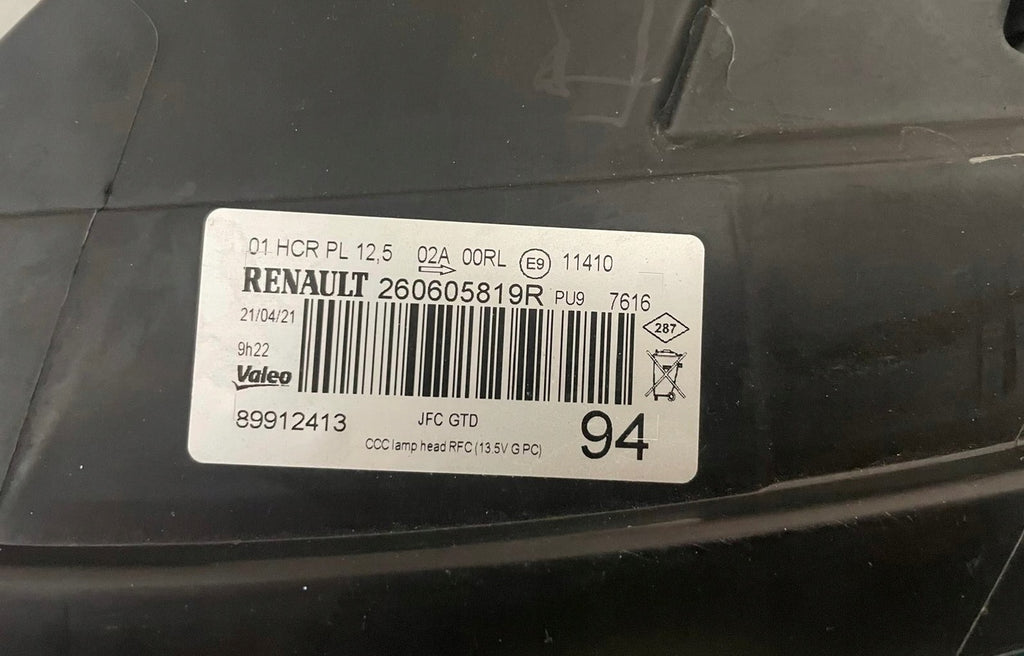 01 HCR PL 12,5 02A 00RL E9 11410
RENAULT 260605819R PU9 7616
21/04/21
287
9h22
Valeo
89912413 JFC GTD 94
CCC lamp head RFC (13.5V G PC)